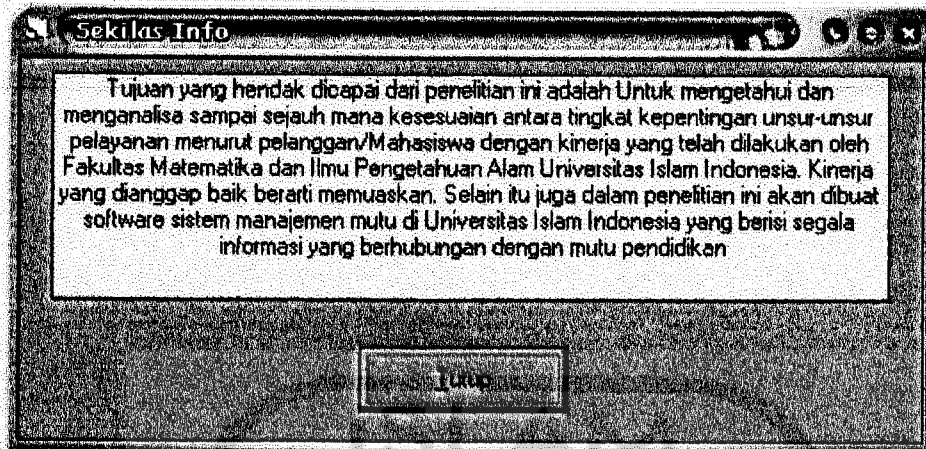 Sekilas Info
Tujuan yang hendak dicapai dari penelitian ini adalah Untuk mengetahui dan
menganalisa sampai sejauh mana kesesuaian antara tingkat kepentingan unsur-unsur
pelayanan menurut pelanggan/Mahasiswa dengan kinerja yang telah dilakukan oleh
Fakultas Matematika dan Ilmu Pengetahuan Alam Universitas Islam Indonesia. Kinerja
yang dianggap baik berarti memuaskan. Selain itu juga dalam penelitian ini akan dibuat
software sistem manajemen mutu di Universitas Islam Indonesia yang berisi segala
informasi yang berhubungan dengan mutu pendidikan
Tutup